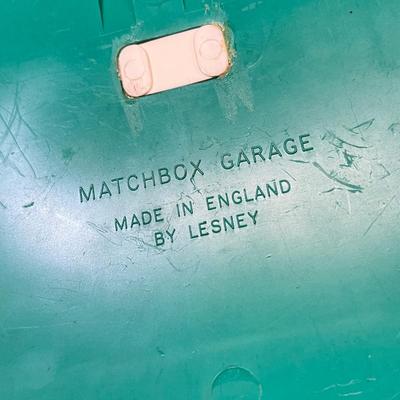 MATCHBOX GARAGE
MADE IN ENGLAND
BY LESNEY